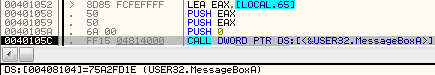 00401052 > 8D85 FCFEFFFF LEA EAX,[LOCAL.65]
00401058 . 50 PUSH EAX
00401059 . 50 PUSH EAX
0040105A . 6A 00 PUSH 0
0040105C . FF15 04814000 CALL DWORD PTR DS:[<&USER32.MessageBoxA>]
DS:[00408104]=75A2FD1E (USER32.MessageBoxA)